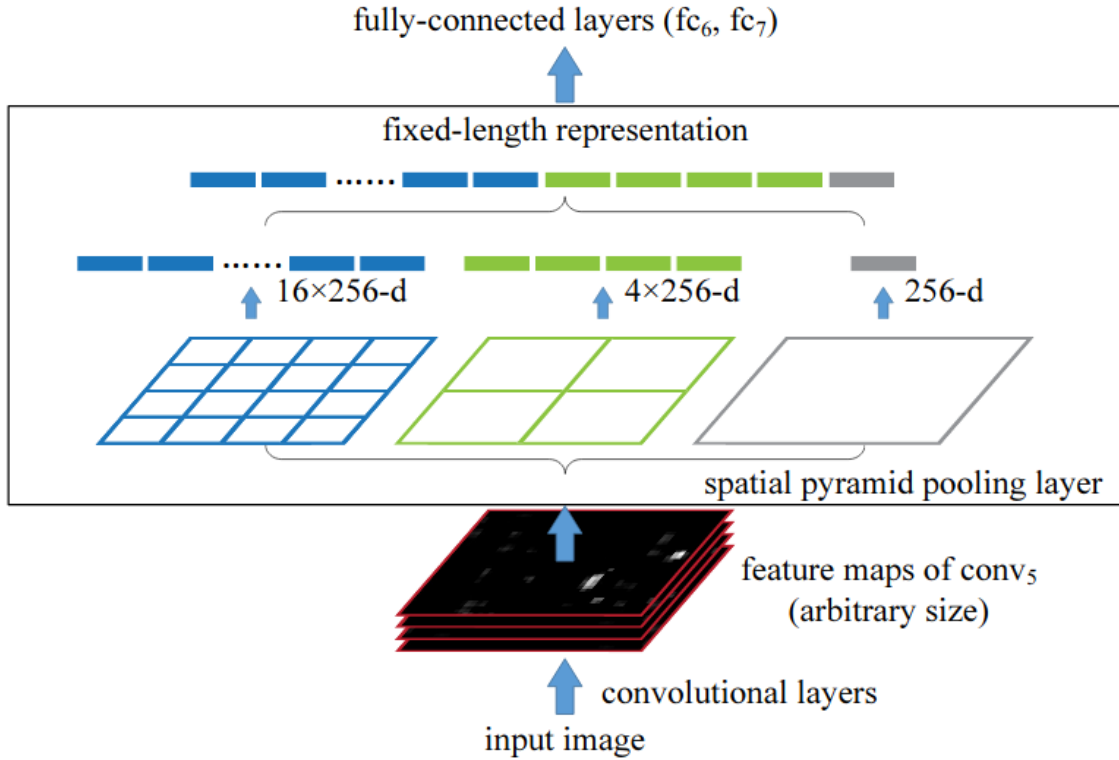 fully-connected layers (fc₆, fc₇)
fixed-length representation
......
......
16×256-d
4×256-d
256-d
spatial pyramid pooling layer
feature maps of conv₅
(arbitrary size)
convolutional layers
input image